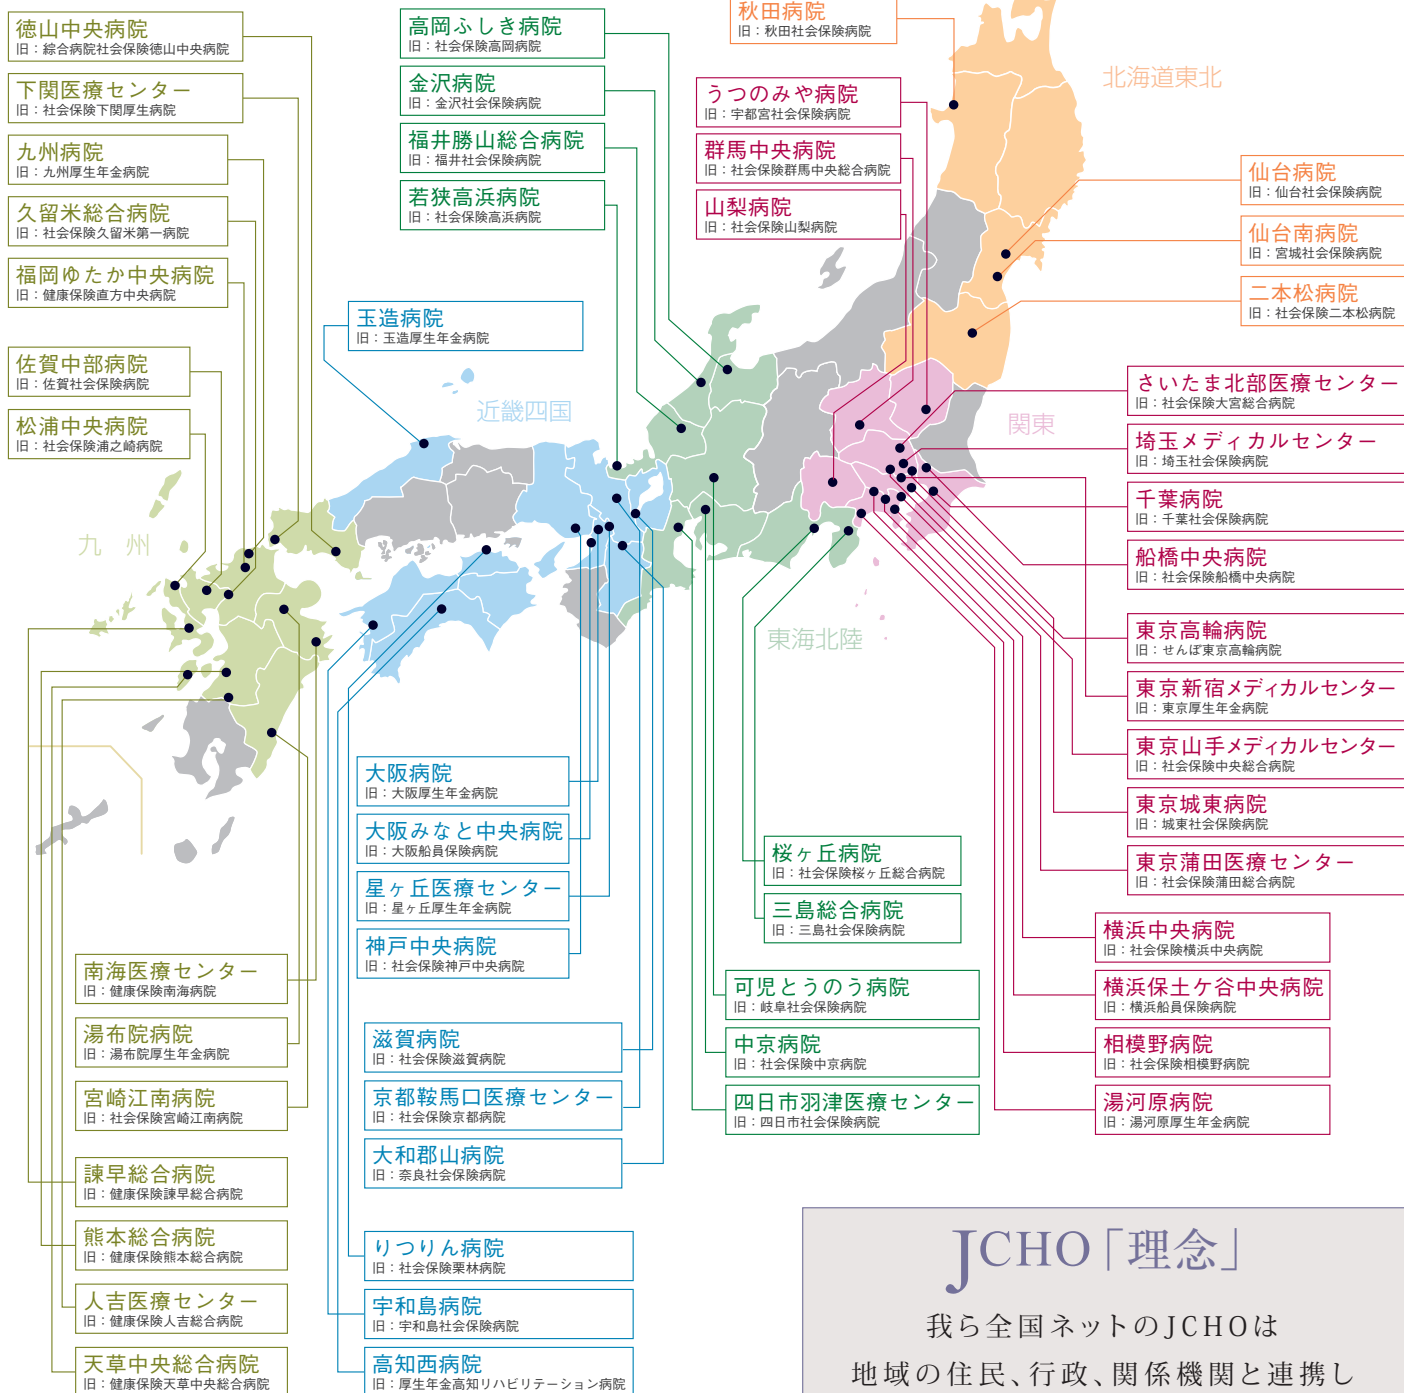 徳山中央病院
旧：綜合病院社会保険徳山中央病院
下関医療センター
旧：社会保険下関厚生病院
九州病院
旧：九州厚生年金病院
久留米総合病院
旧：社会保険久留米第一病院
福岡ゆたか中央病院
旧：健康保険直方中央病院
佐賀中部病院
旧：佐賀社会保険病院
松浦中央病院
旧：社会保険浦之崎病院
九 州
高岡ふしき病院
旧：社会保険高岡病院
金沢病院
旧：金沢社会保険病院
福井勝山総合病院
旧：福井社会保険病院
若狭高浜病院
旧：社会保険高浜病院
玉造病院
旧：玉造厚生年金病院
近畿四国
秋田病院
旧：秋田社会保険病院
うつのみや病院
旧：宇都宮社会保険病院
群馬中央病院
旧：社会保険群馬中央総合病院
山梨病院
旧：社会保険山梨病院
北海道東北
仙台病院
旧：仙台社会保険病院
仙台南病院
旧：宮城社会保険病院
二本松病院
旧：社会保険二本松病院
関東
さいたま北部医療センター
旧：社会保険大宮総合病院
埼玉メディカルセンター
旧：埼玉社会保険病院
千葉病院
旧：千葉社会保険病院
船橋中央病院
旧：社会保険船橋中央病院
東京高輪病院
旧：せんぽ東京高輪病院
東京新宿メディカルセンター
旧：東京厚生年金病院
東京山手メディカルセンター
旧：社会保険中央総合病院
東京城東病院
旧：城東社会保険病院
東京蒲田医療センター
旧：社会保険蒲田総合病院
横浜中央病院
旧：社会保険横浜中央病院
横浜保土ケ谷中央病院
旧：横浜船員保険病院
相模野病院
旧：社会保険相模野病院
湯河原病院
旧：湯河原厚生年金病院
東海北陸
桜ヶ丘病院
旧：社会保険桜ヶ丘総合病院
三島総合病院
旧：三島社会保険病院
可児とうのう病院
旧：岐阜社会保険病院
中京病院
旧：社会保険中京病院
四日市羽津医療センター
旧：四日市社会保険病院
大阪病院
旧：大阪厚生年金病院
大阪みなと中央病院
旧：大阪船員保険病院
星ヶ丘医療センター
旧：星ヶ丘厚生年金病院
神戸中央病院
旧：社会保険神戸中央病院
滋賀病院
旧：社会保険滋賀病院
京都鞍馬口医療センター
旧：社会保険京都病院
大和郡山病院
旧：奈良社会保険病院
りつりん病院
旧：社会保険栗林病院
宇和島病院
旧：宇和島社会保険病院
高知西病院
旧：厚生年金高知リハビリテーション病院
南海医療センター
旧：健康保険南海病院
湯布院病院
旧：湯布院厚生年金病院
宮崎江南病院
旧：社会保険宮崎江南病院
諫早総合病院
旧：健康保険諫早総合病院
熊本総合病院
旧：健康保険熊本総合病院
人吉医療センター
旧：健康保険人吉総合病院
天草中央総合病院
旧：健康保険天草中央総合病院
JCHO「理念」
我ら全国ネットのJCHOは
地域の住民、行政、関係機関と連携し